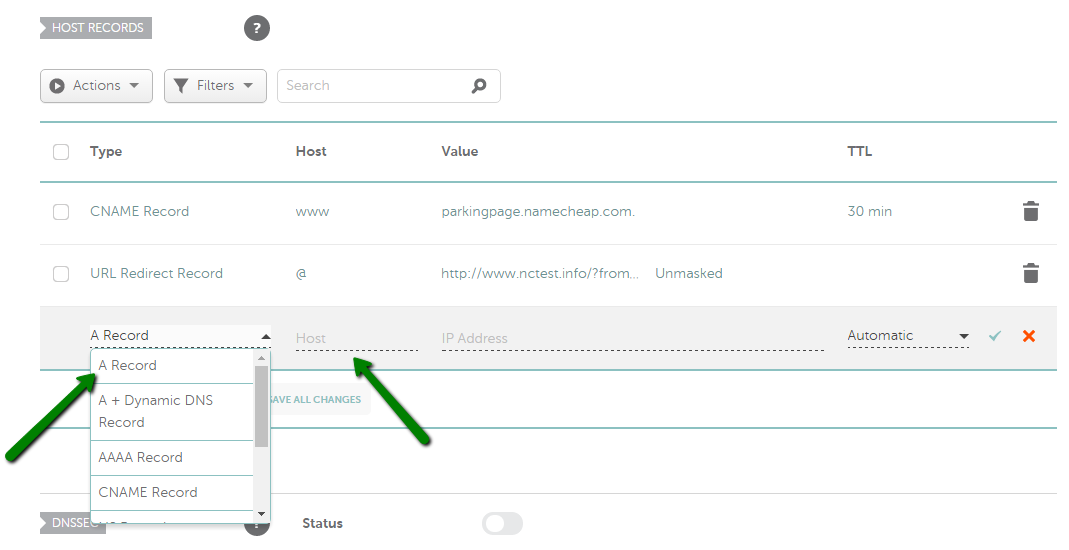 HOST RECORDS ?
Actions Filters Search
Type Host Value TTL
CNAME Record www parkingpage.namecheap.com. 30 min
URL Redirect Record @ http://www.nctest.info/?from... Unmasked
A Record Host IP Address Automatic
A Record
A + Dynamic DNS
Record
SAVE ALL CHANGES
AAAA Record
CNAME Record
Status